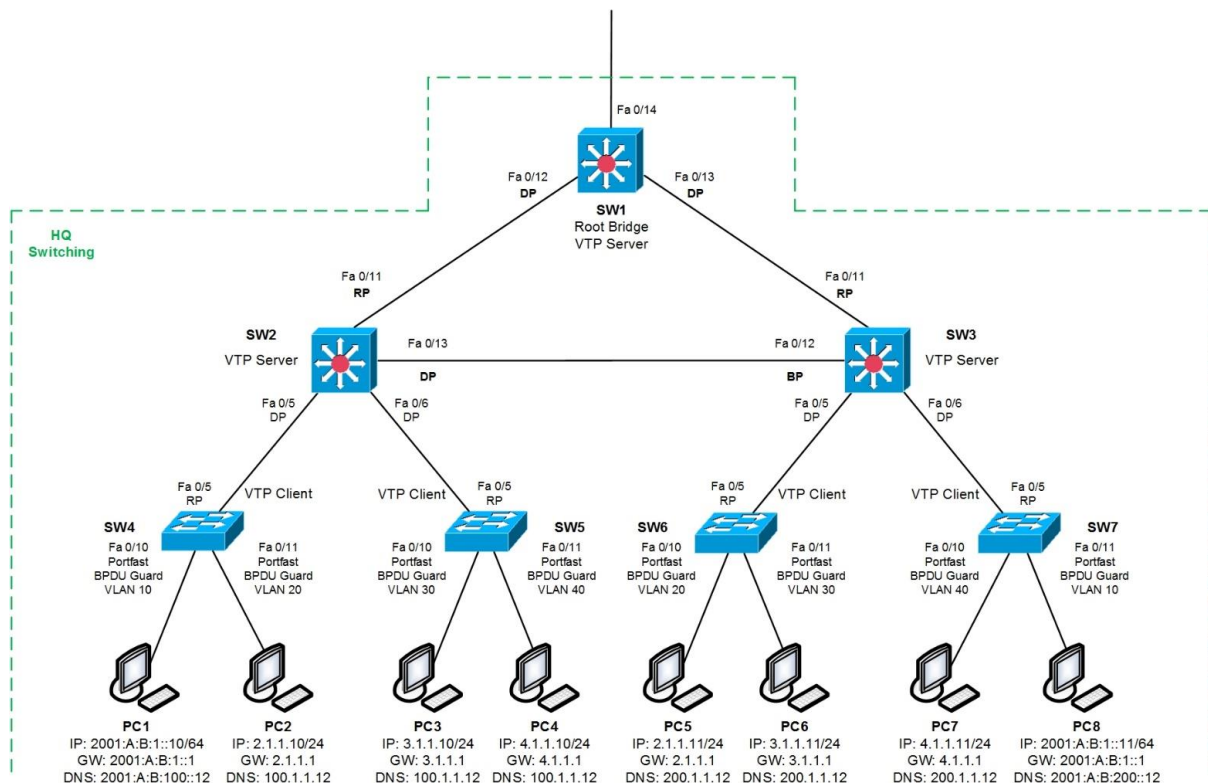 Fa 0/14
Fa 0/12
DP
Fa 0/13
DP
SW1
Root Bridge
VTP Server
HQ
Switching
Fa 0/11
RP
Fa 0/11
RP
SW2
VTP Server
Fa 0/13
DP
Fa 0/12
BP
SW3
VTP Server
Fa 0/5
DP
Fa 0/6
DP
Fa 0/5
DP
Fa 0/6
DP
Fa 0/5
RP
VTP Client
Fa 0/5
RP
VTP Client
Fa 0/5
RP
VTP Client
Fa 0/5
RP
VTP Client
SW4
Fa 0/10
Portfast
BPDU Guard
VLAN 10
Fa 0/11
Portfast
BPDU Guard
VLAN 20
SW5
Fa 0/10
Portfast
BPDU Guard
VLAN 30
Fa 0/11
Portfast
BPDU Guard
VLAN 40
SW6
Fa 0/10
Portfast
BPDU Guard
VLAN 20
Fa 0/11
Portfast
BPDU Guard
VLAN 30
SW7
Fa 0/10
Portfast
BPDU Guard
VLAN 40
Fa 0/11
Portfast
BPDU Guard
VLAN 10
PC1
IP: 2001:A:B:1::10/64
GW: 2001:A:B:1::1
DNS: 2001:A:B:100::12
PC2
IP: 2.1.1.10/24
GW: 2.1.1.1
DNS: 100.1.1.12
PC3
IP: 3.1.1.10/24
GW: 3.1.1.1
DNS: 100.1.1.12
PC4
IP: 4.1.1.10/24
GW: 4.1.1.1
DNS: 100.1.1.12
PC5
IP: 2.1.1.11/24
GW: 2.1.1.1
DNS: 200.1.1.12
PC6
IP: 3.1.1.11/24
GW: 3.1.1.1
DNS: 200.1.1.12
PC7
IP: 4.1.1.11/24
GW: 4.1.1.1
DNS: 200.1.1.12
PC8
IP: 2001:A:B:1::11/64
GW: 2001:A:B:1::1
DNS: 2001:A:B:200::12